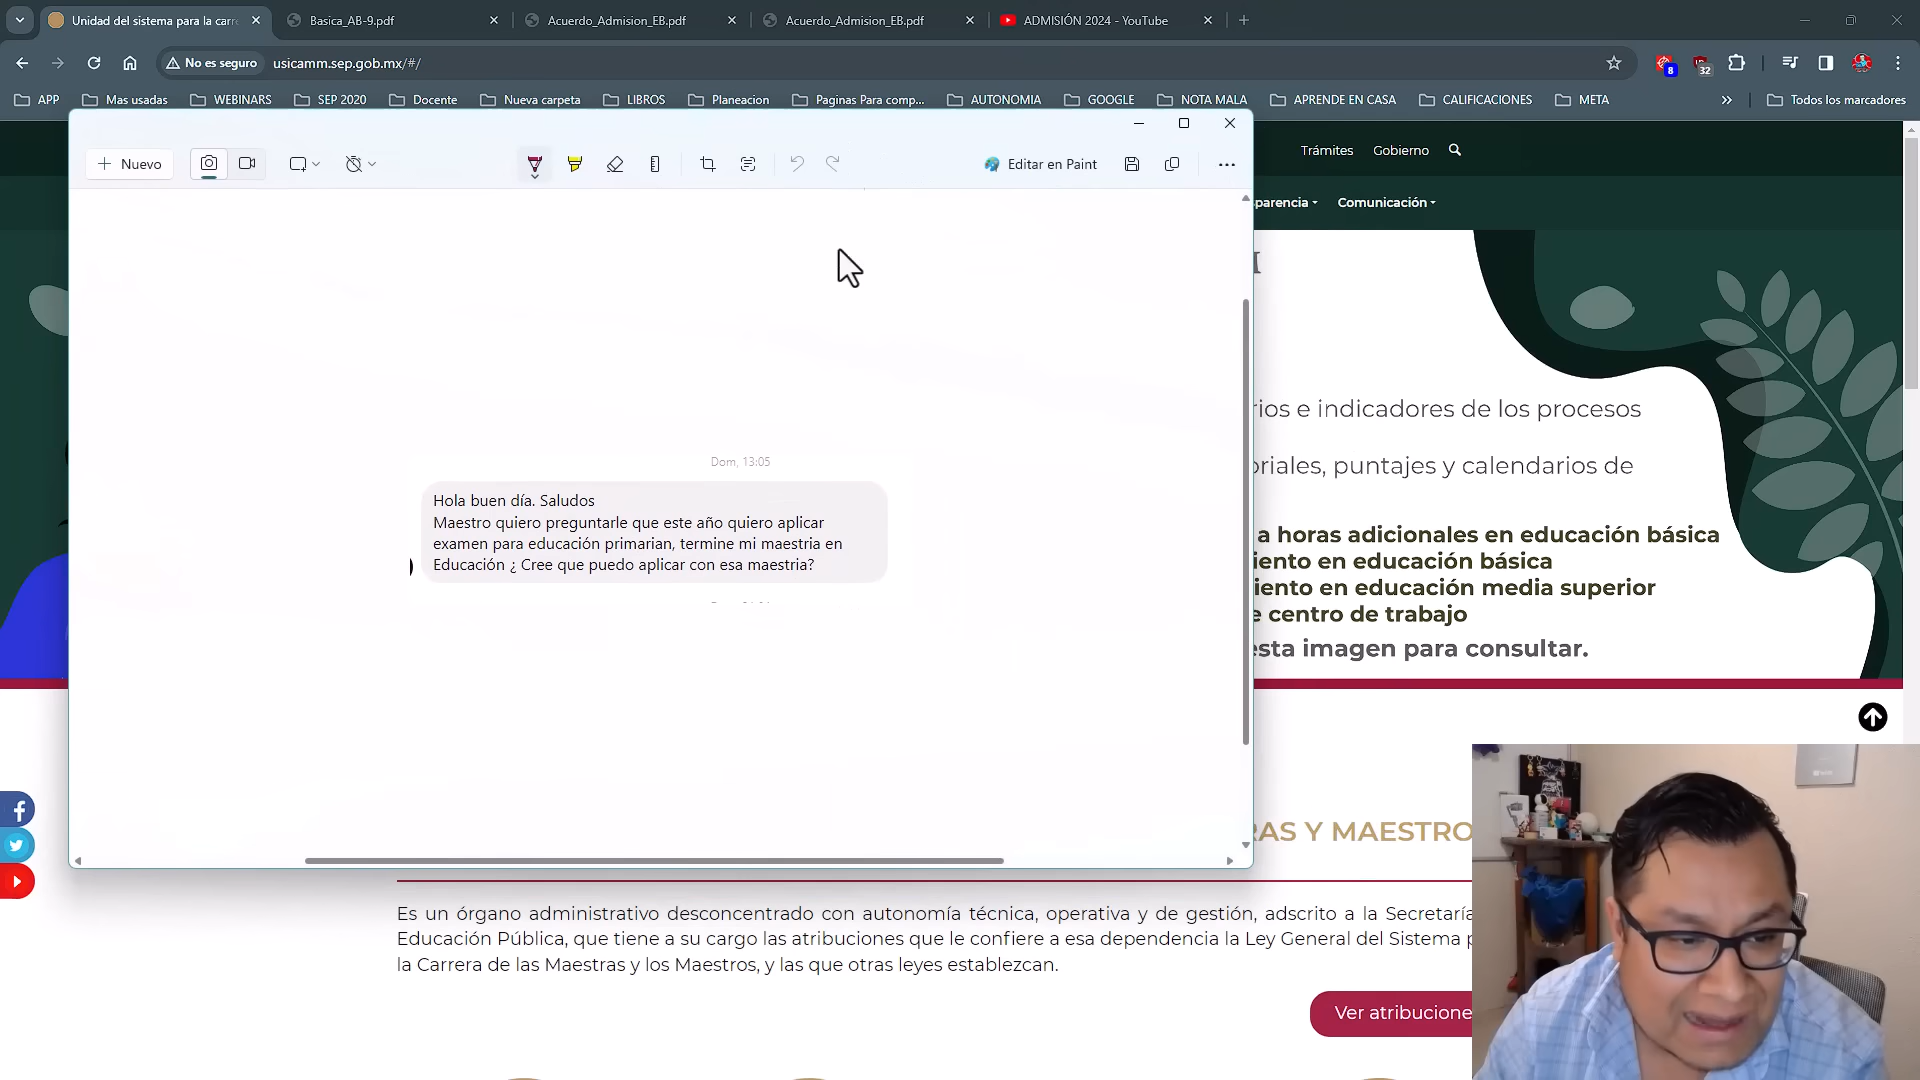 Unidad del sistema para la carre
Basica_AB-9.pdf
Acuerdo_Admision_EB.pdf
Acuerdo_Admision_EB.pdf
ADMISIÓN 2024 - YouTube
No es seguro
usicamm.sep.gob.mx/#/
8
32
APP
Mas usadas
WEBINARS
SEP 2020
Docente
Nueva carpeta
LIBROS
Planeacion
Paginas Para comp...
AUTONOMIA
GOOGLE
NOTA MALA
APRENDE EN CASA
CALIFICACIONES
META
Todos los marcadores
Trámites
Gobierno
Nuevo
Editar en Paint
parencia
Comunicación
Dom, 13:05
Hola buen día. Saludos
Maestro quiero preguntarle que este año quiero aplicar
examen para educación primarian, termine mi maestria en
Educación ¿ Cree que puedo aplicar con esa maestria?
rios e indicadores de los procesos
oriales, puntajes y calendarios de
a horas adicionales en educación básica
iento en educación básica
iento en educación media superior
e centro de trabajo
esta imagen para consultar.
RAS Y MAESTRO
Es un órgano administrativo desconcentrado con autonomía técnica, operativa y de gestión, adscrito a la Secretaría
Educación Pública, que tiene a su cargo las atribuciones que le confiere a esa dependencia la Ley General del Sistema p
la Carrera de las Maestras y los Maestros, y las que otras leyes establezcan.
Ver atribucione